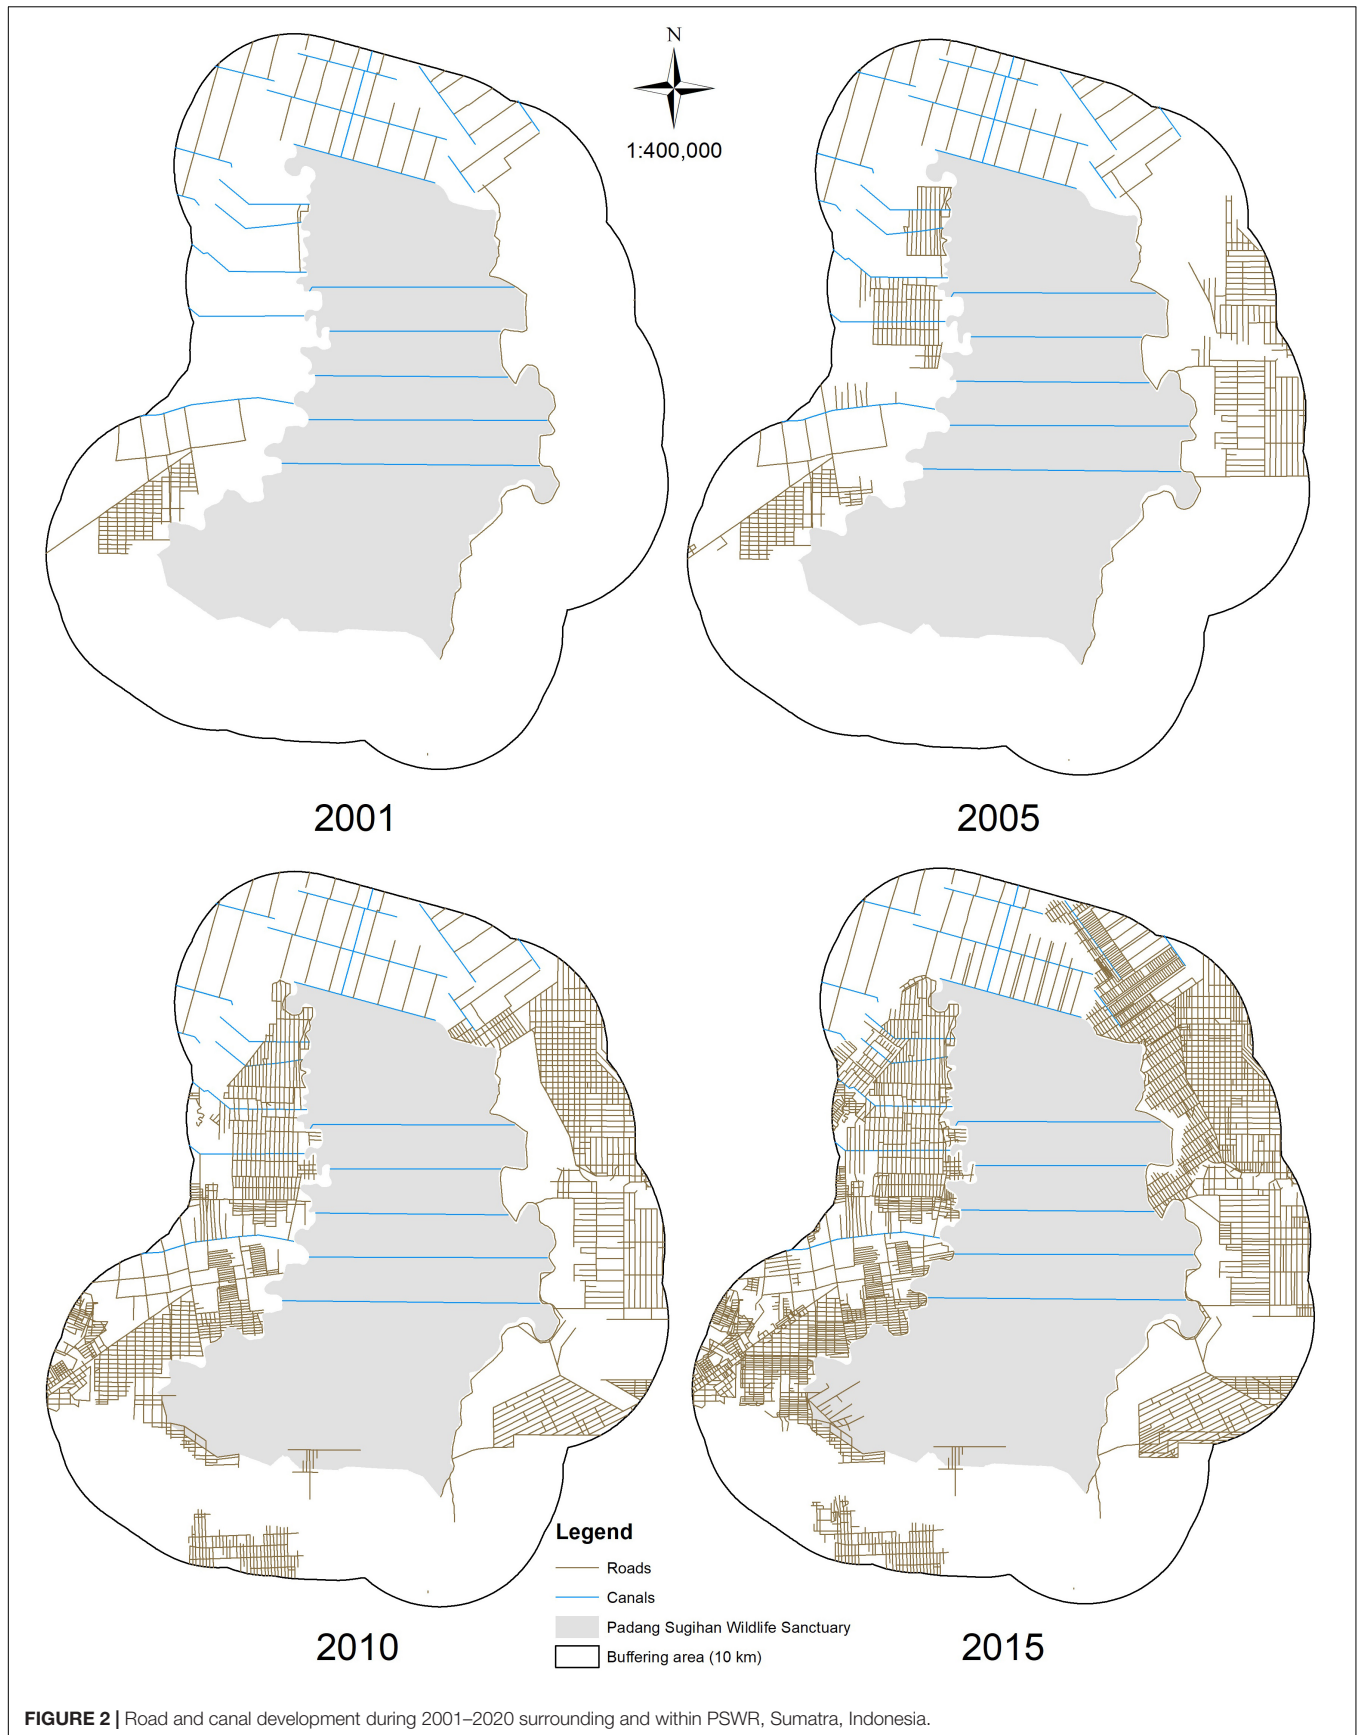 N
1:400,000
2001
2005
Legend
Roads
Canals
Padang Sugihan Wildlife Sanctuary
Buffering area (10 km)
2010
2015
FIGURE 2 | Road and canal development during 2001–2020 surrounding and within PSWR, Sumatra, Indonesia.